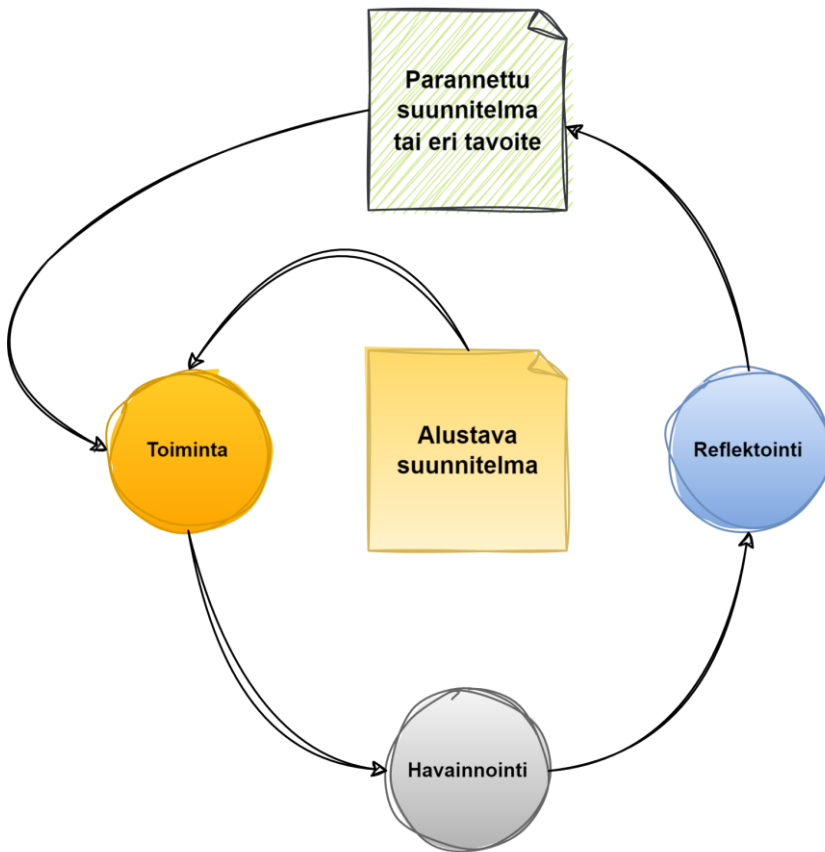 Parannettu
suunnitelma
tai eri tavoite
Toiminta
Alustava
suunnitelma
Reflektointi
Havainnointi